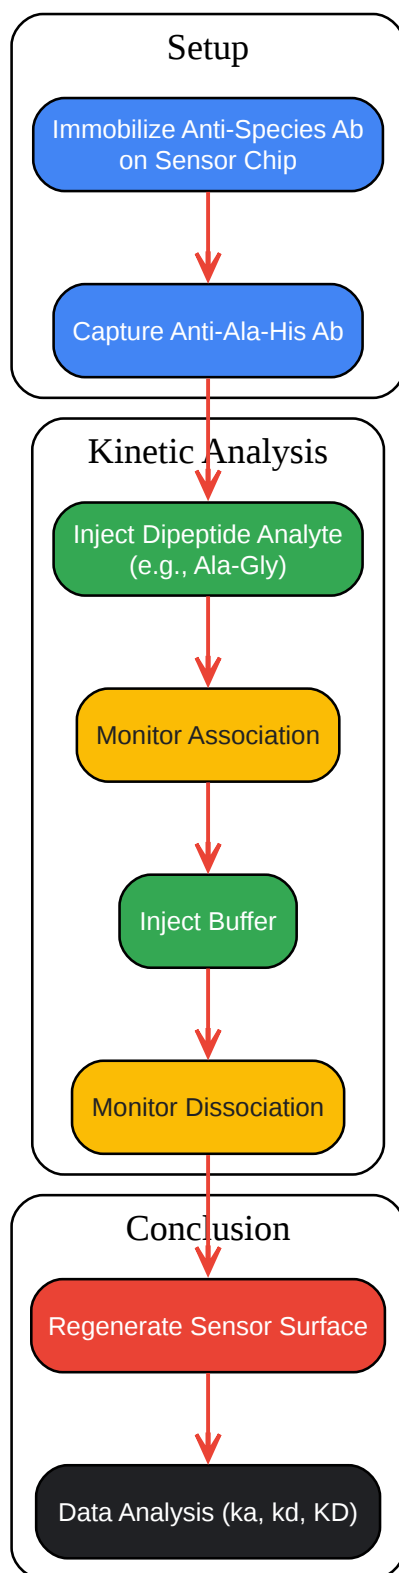 Setup
Immobilize Anti-Species Ab
on Sensor Chip
Capture Anti-Ala-His Ab
Kinetic Analysis
Inject Dipeptide Analyte
(e.g., Ala-Gly)
Monitor Association
Inject Buffer
Monitor Dissociation
Conclusion
Regenerate Sensor Surface
Data Analysis (ka, kd, KD)